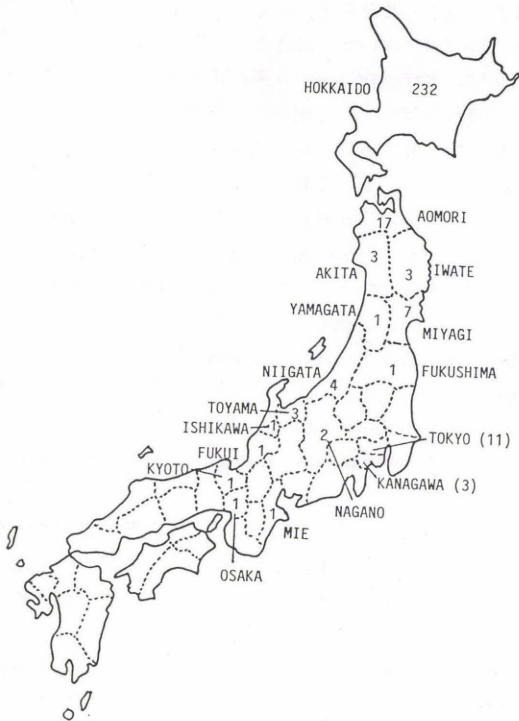 HOKKAIDO 232
17 AOMORI
3
AKITA 3 IWATE
YAMAGATA 1 7
MIYAGI
NIIGATA 4 1 FUKUSHIMA
TOYAMA 3
ISHIKAWA 1 2 TOKYO (11)
FUKUI 1
KYOTO 1 KANAGAWA (3)
1 1 NAGANO
MIE
OSAKA